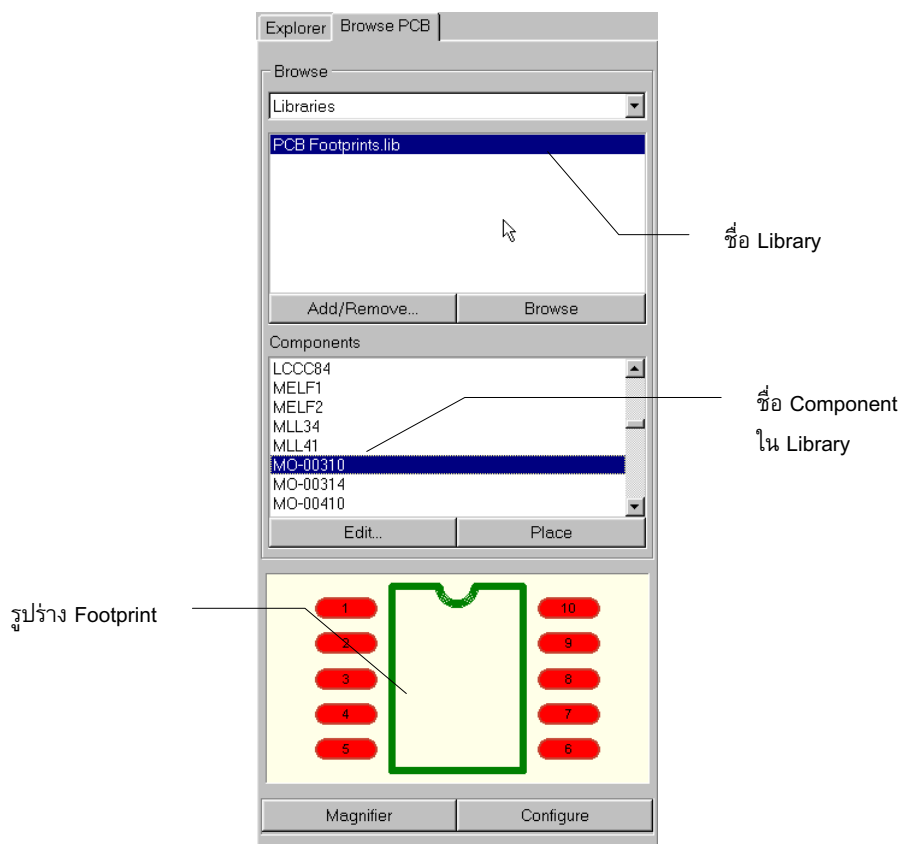 Explorer Browse PCB
Browse
Libraries
PCB Footprints.lib
ชื่อ Library
Add/Remove... Browse
Components
LCCC84
MELF1
MELF2
MLL34
MLL41
MO-00310
MO-00314
MO-00410
ชื่อ Component
ใน Library
Edit... Place
รูปร่าง Footprint
1 10
2 9
3 8
4 7
5 6
Magnifier Configure